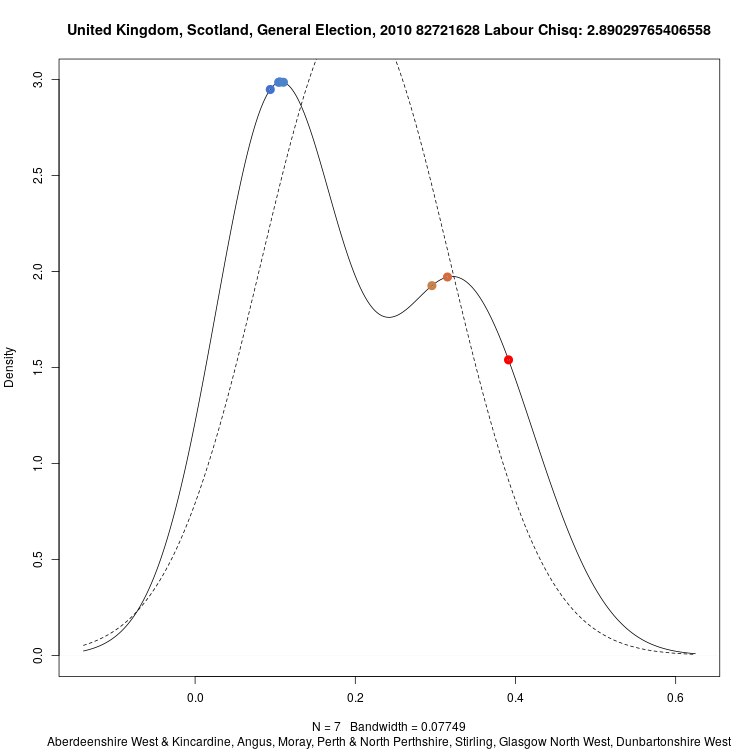 United Kingdom, Scotland, General Election, 2010 82721628 Labour Chisq: 2.89029765406558
3.0
2.5
2.0
1.5
1.0
0.5
0.0
Density
0.0 0.2 0.4 0.6
N = 7 Bandwidth = 0.07749
Aberdeenshire West & Kincardine, Angus, Moray, Perth & North Perthshire, Stirling, Glasgow North West, Dunbartonshire West